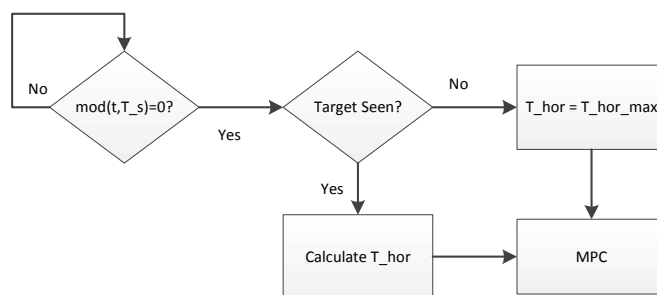 No
mod(t,T_s)=0?
Yes
Target Seen?
No
T_hor = T_hor_max
Yes
Calculate T_hor
MPC